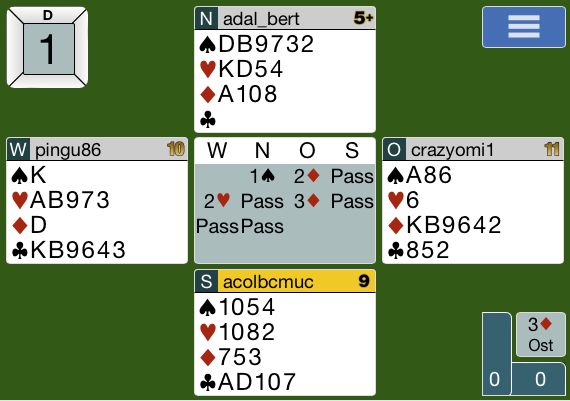 D
1
N adal_bert 5+
♠DB9732
♥KD54
♦A108
♣
W pingu86 10
♠K
♥AB973
♦D
♣KB9643
W N O S
1♠ 2♦ Pass
2♥ Pass 3♦ Pass
Pass Pass
O crazyomi1 11
♠A86
♥6
♦KB9642
♣852
S acolbcmuc 9
♠1054
♥1082
♦753
♣AD107
3♦
Ost
0 0